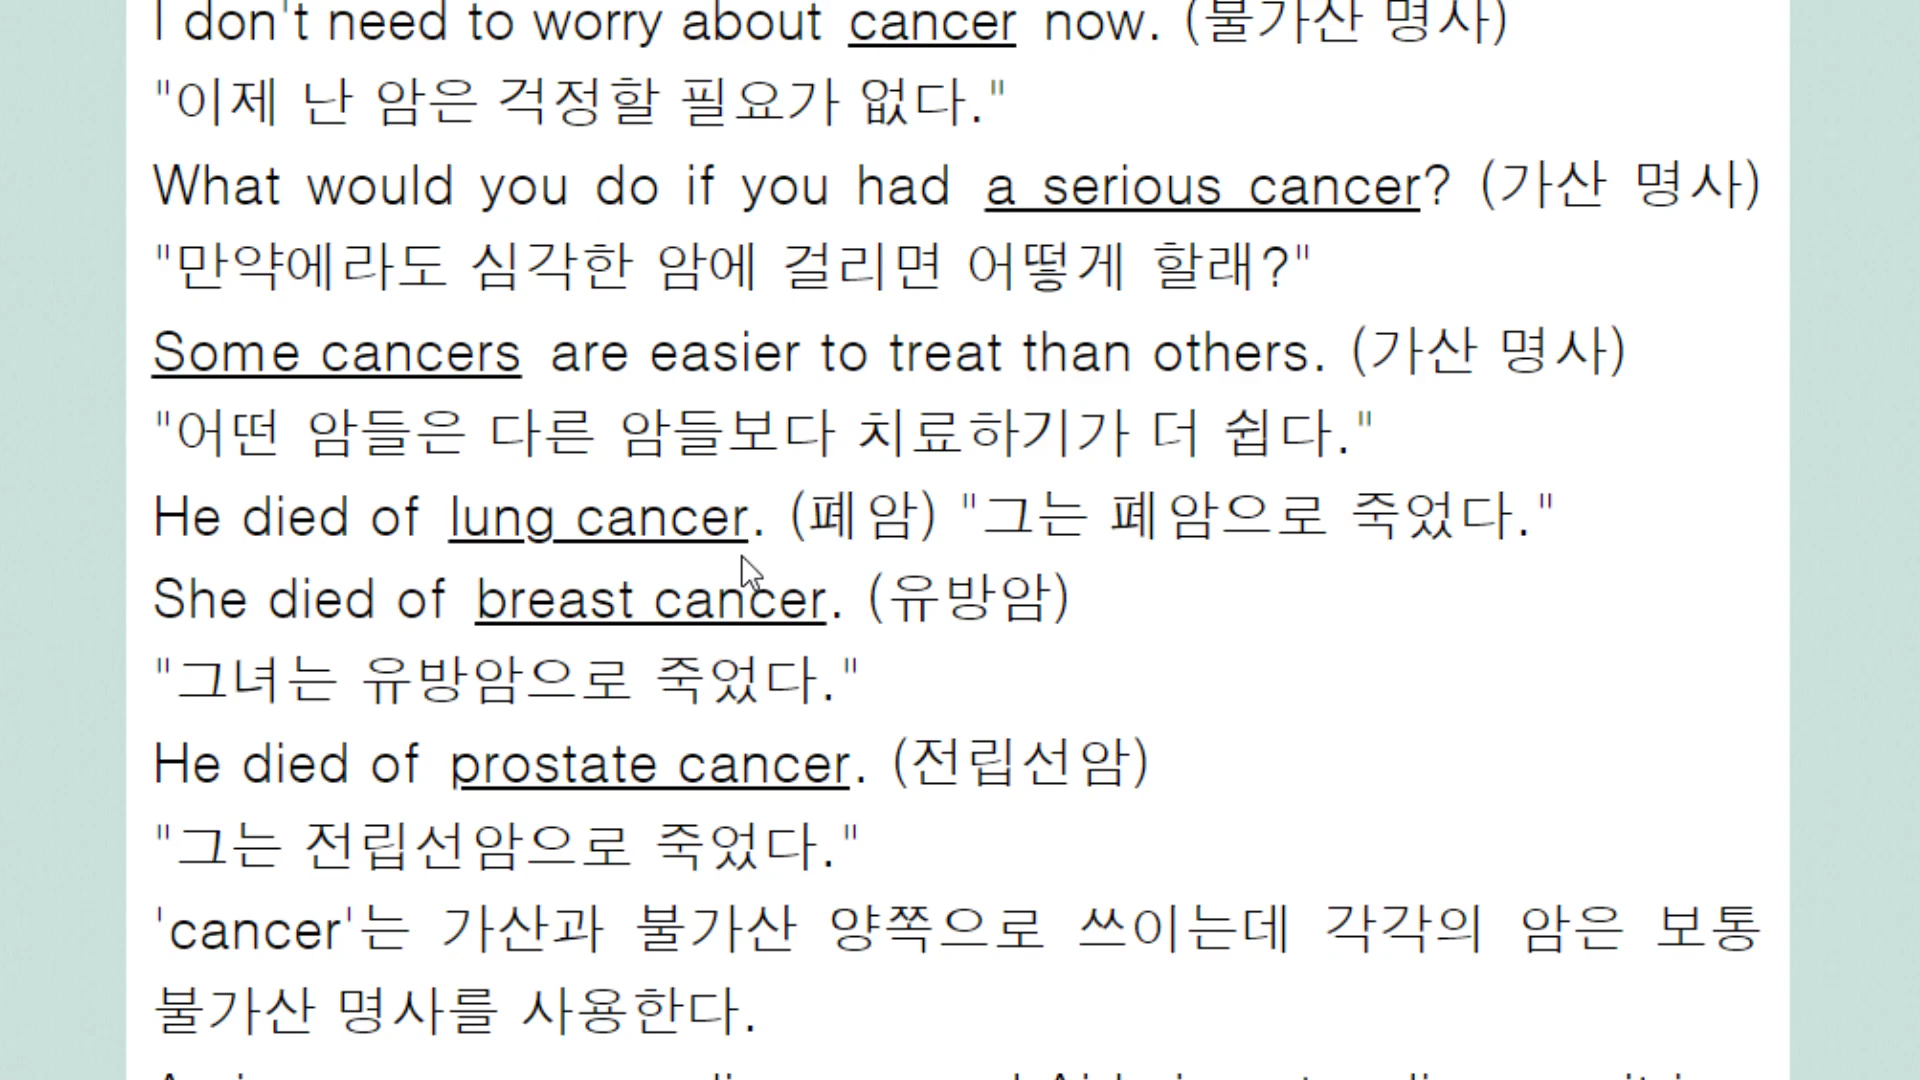 I don't need to worry about cancer now. (불가산 명사)
"이제 난 암은 걱정할 필요가 없다."
What would you do if you had a serious cancer? (가산 명사)
"만약에라도 심각한 암에 걸리면 어떻게 할래?"
Some cancers are easier to treat than others. (가산 명사)
"어떤 암들은 다른 암들보다 치료하기가 더 쉽다."
He died of lung cancer. (폐암) "그는 폐암으로 죽었다."
She died of breast cancer. (유방암)
"그녀는 유방암으로 죽었다."
He died of prostate cancer. (전립선암)
"그는 전립선암으로 죽었다."
'cancer'는 가산과 불가산 양쪽으로 쓰이는데 각각의 암은 보통
불가산 명사를 사용한다.